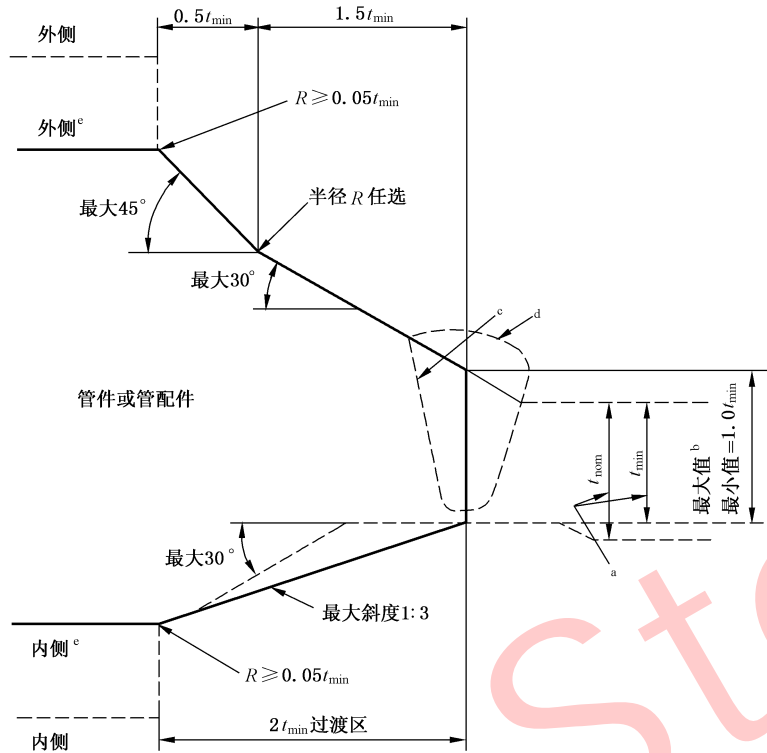 0.5tmin
1.5tmin
外侧
R≥0.05tmin
外侧e
半径R任选
最大45°
最大30°
c
d
管件或管配件
tnom
tmin
最大值b
最小值=1.0tmin
最大30°
a
最大斜度1:3
内侧e
R≥0.05tmin
2tmin过渡区
内侧
Ste